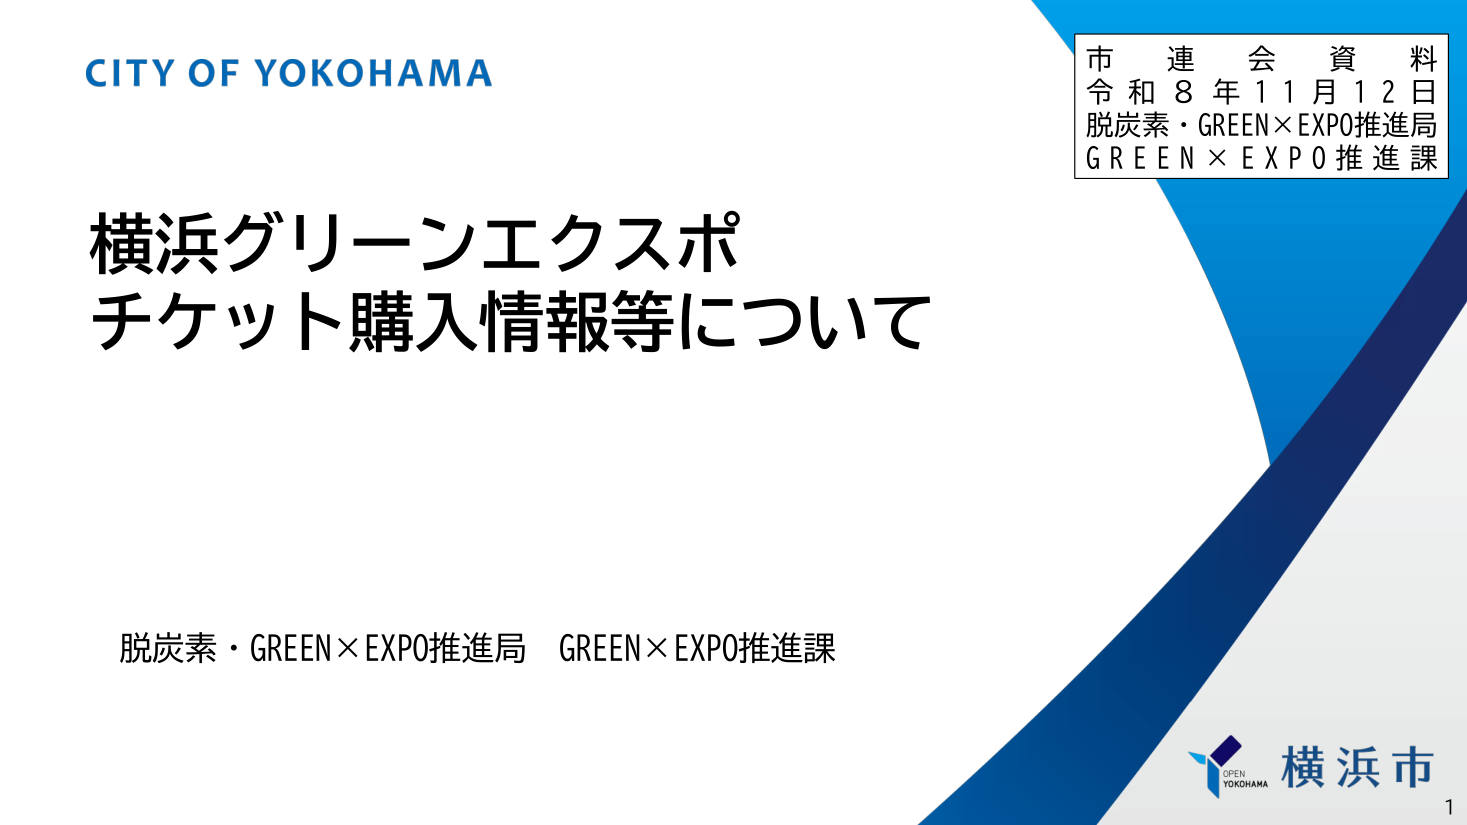 CITY OF YOKOHAMA
市連会資料
令和８年11月12日
脱炭素・GREEN×EXPO推進局
GREEN×EXPO推進課
横浜グリーンエクスポ
チケット購入情報等について
脱炭素・GREEN×EXPO推進局　GREEN×EXPO推進課
OPEN
YOKOHAMA
横浜市
1